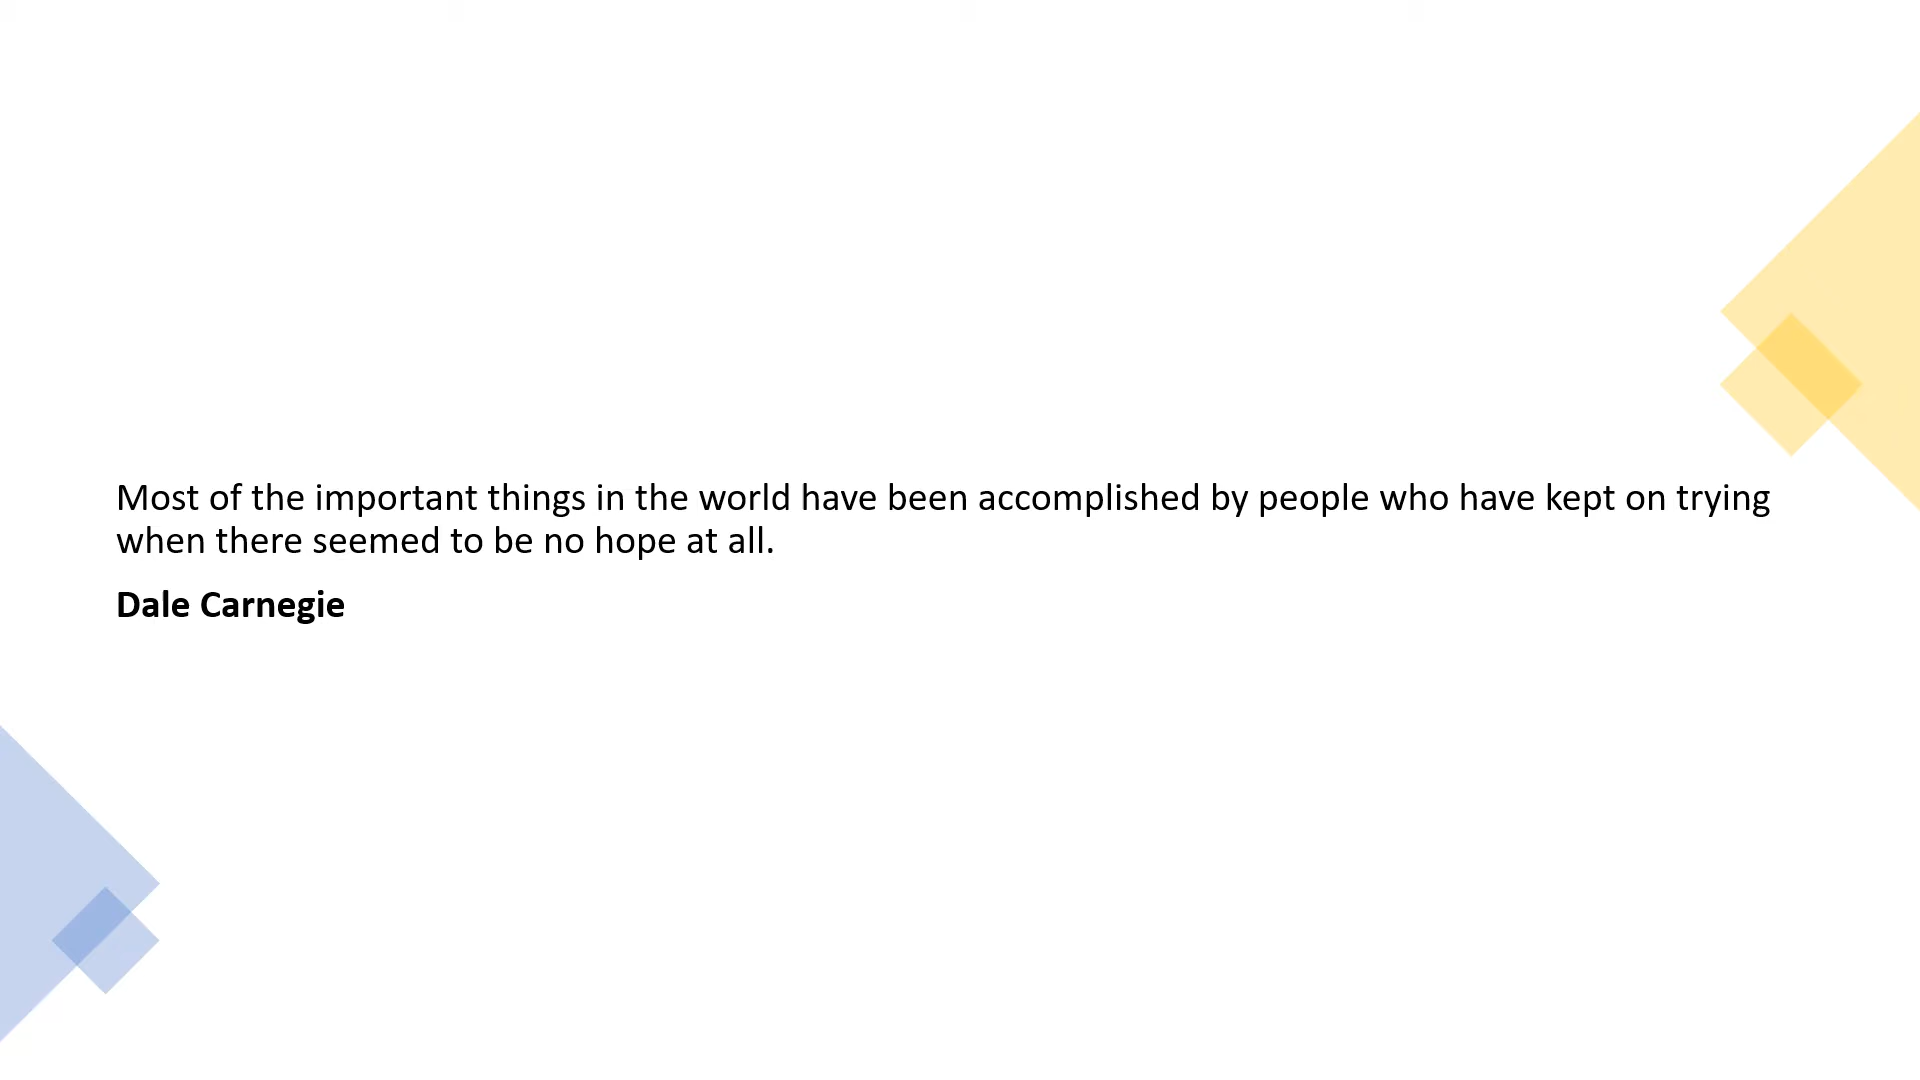 Most of the important things in the world have been accomplished by people who have kept on trying
when there seemed to be no hope at all.
Dale Carnegie